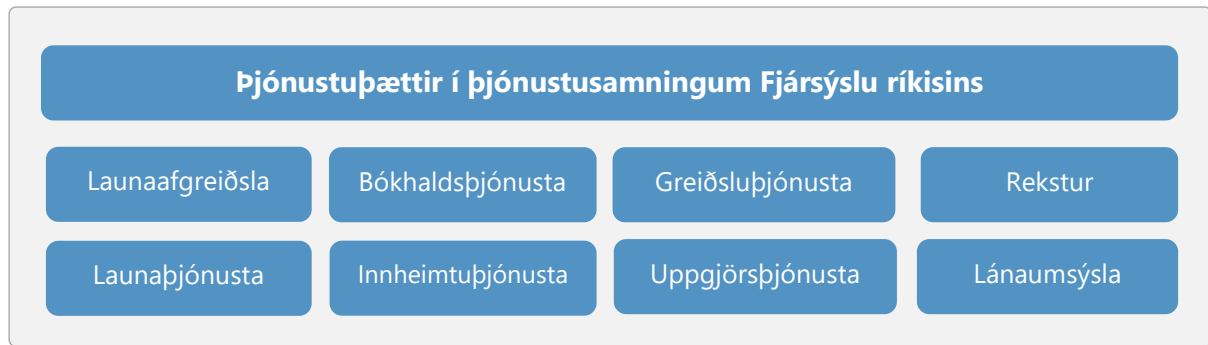 Þjónustuþættir í þjónustusamningum Fjársýslu ríkisins
Launaafgreiðsla
Bókhaldsþjónusta
Greiðsluþjónusta
Rekstur
Launaþjónusta
Innheimtuþjónusta
Uppgjörsþjónusta
Lánaumsýsla